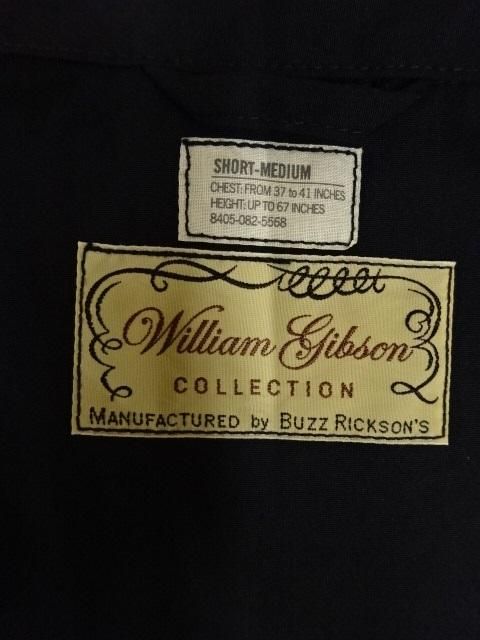 SHORT-MEDIUM
CHEST: FROM 37 to 41 INCHES
HEIGHT: UP TO 67 INCHES
8405-082-5568
William Gibson
COLLECTION
MANUFACTURED by BUZZ RICKSON'S